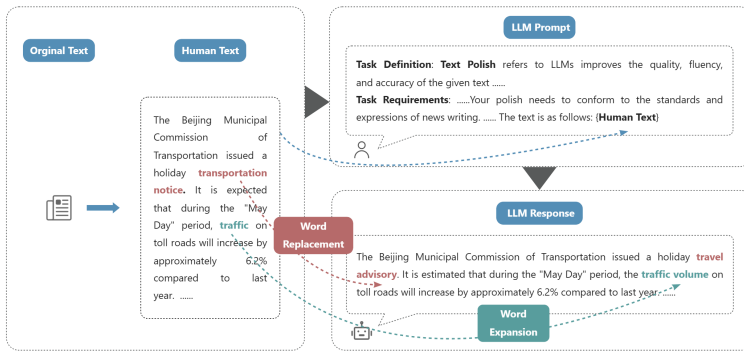 Orginal Text
Human Text
The Beijing Municipal
Commission of
Transportation issued a
holiday transportation
notice. It is expected
that during the "May
Day" period, traffic on
toll roads will increase by
approximately 6.2%
compared to last
year. ......
LLM Prompt
Task Definition: Text Polish refers to LLMs improves the quality, fluency,
and accuracy of the given text ......
Task Requirements: ......Your polish needs to conform to the standards and
expressions of news writing. ...... The text is as follows: {Human Text}
Word
Replacement
LLM Response
The Beijing Municipal Commission of Transportation issued a holiday travel
advisory. It is estimated that during the "May Day" period, the traffic volume on
toll roads will increase by approximately 6.2% compared to last year. ......
Word
Expansion